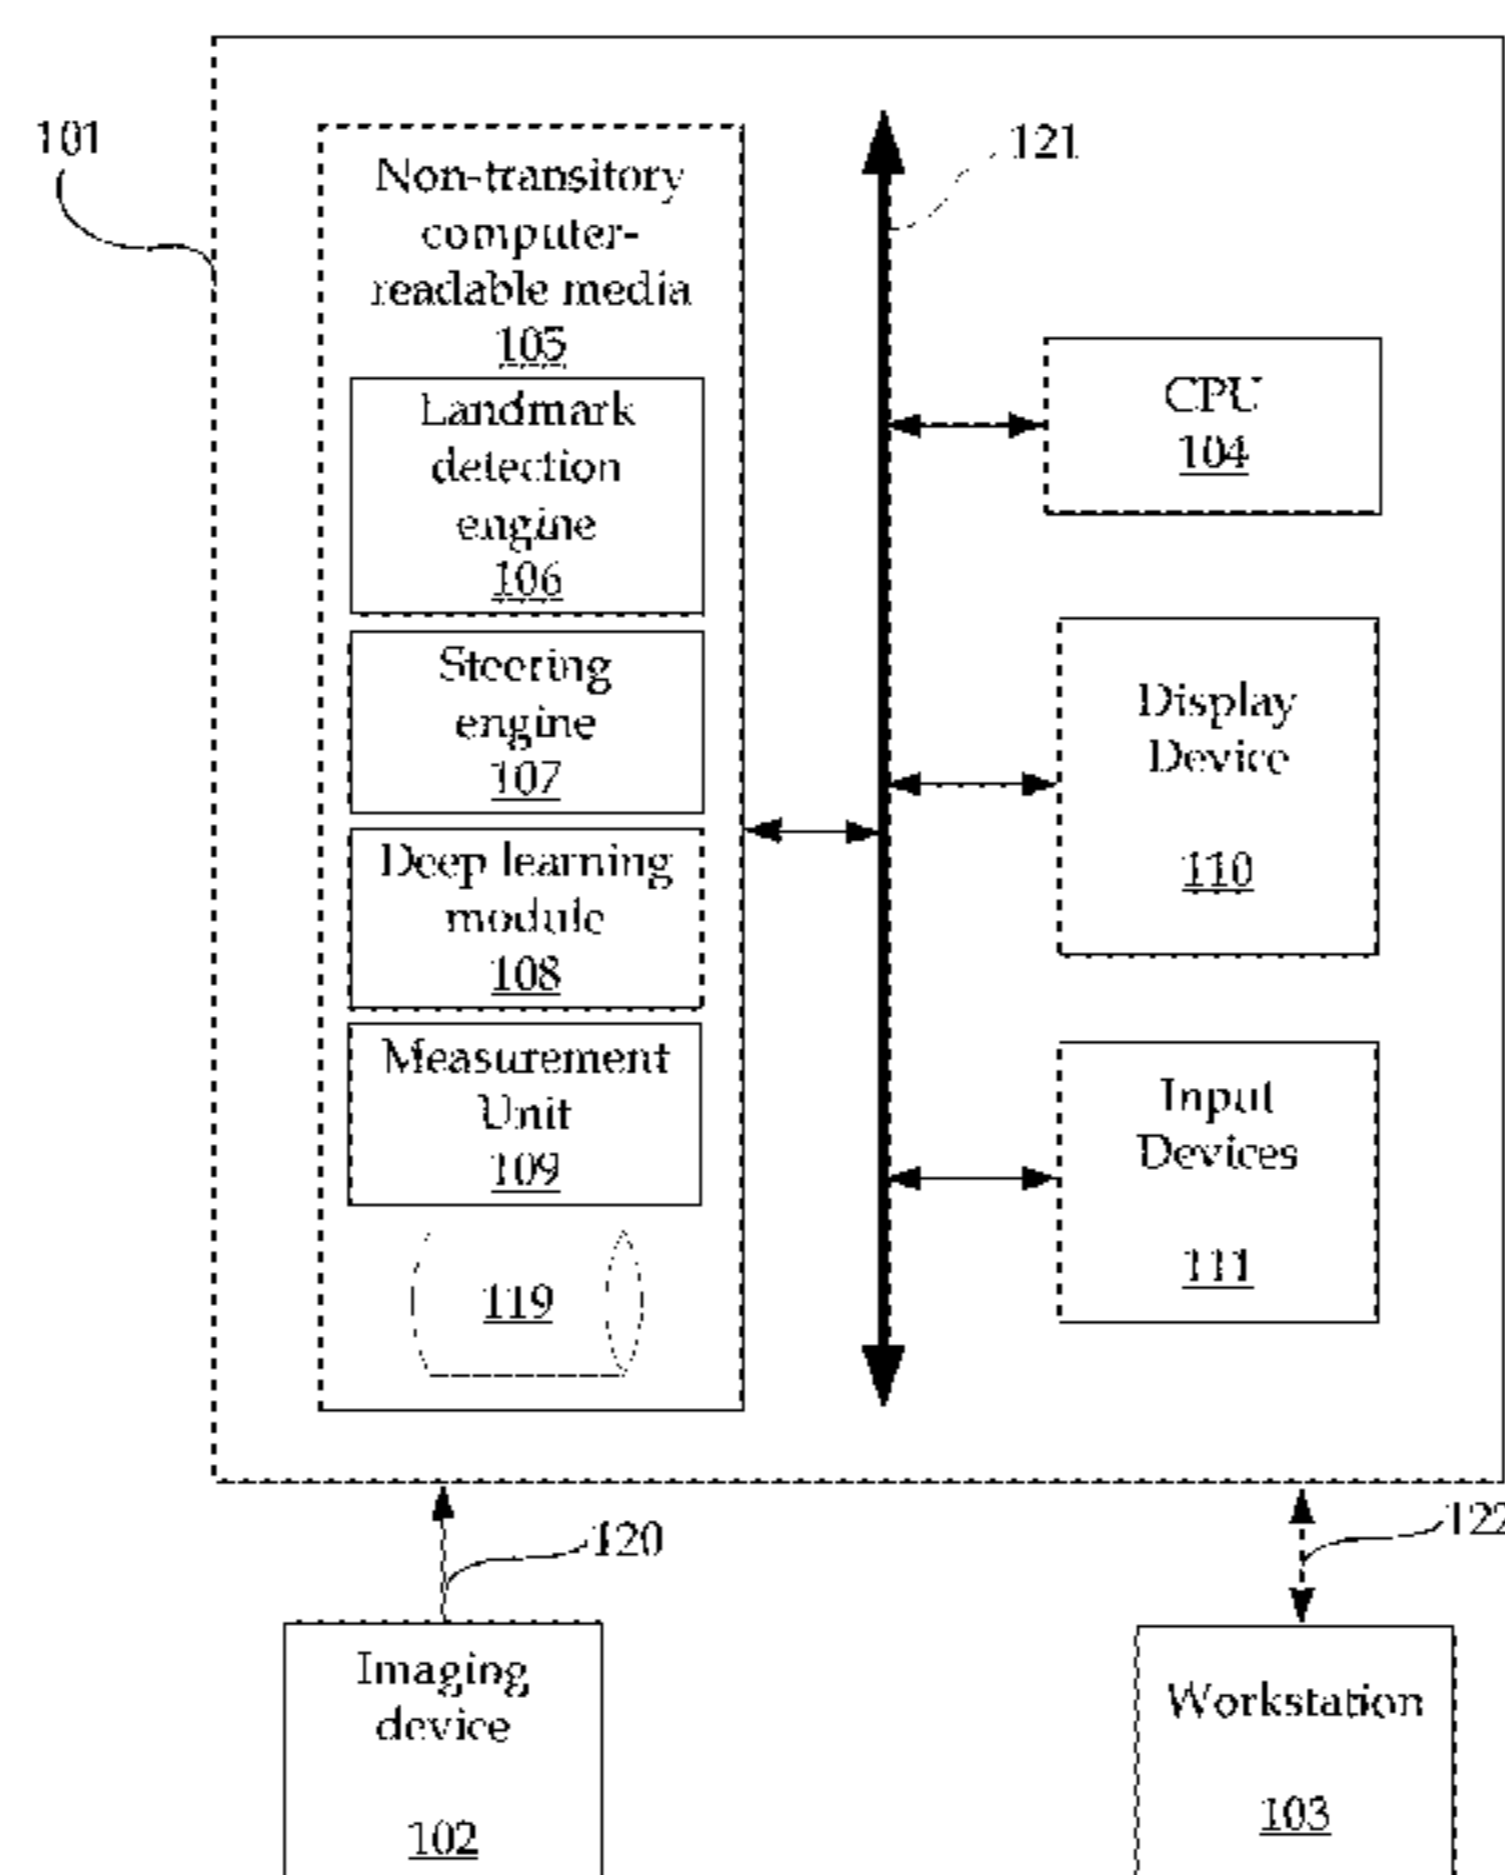 101
121
Non-transitory
computer-
readable media
105
Landmark
detection
engine
106
Steering
engine
107
Deep learning
module
108
Measurement
Unit
109
119
CPU
104
Display
Device
110
Input
Devices
111
120
122
Imaging
device
102
Workstation
103